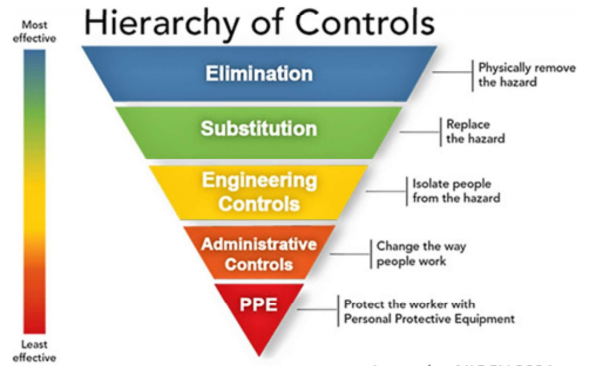 Hierarchy of Controls
Most
effective
Elimination
Physically remove
the hazard
Substitution
Replace
the hazard
Engineering
Controls
Isolate people
from the hazard
Administrative
Controls
Change the way
people work
PPE
Protect the worker with
Personal Protective Equipment
Least
effective